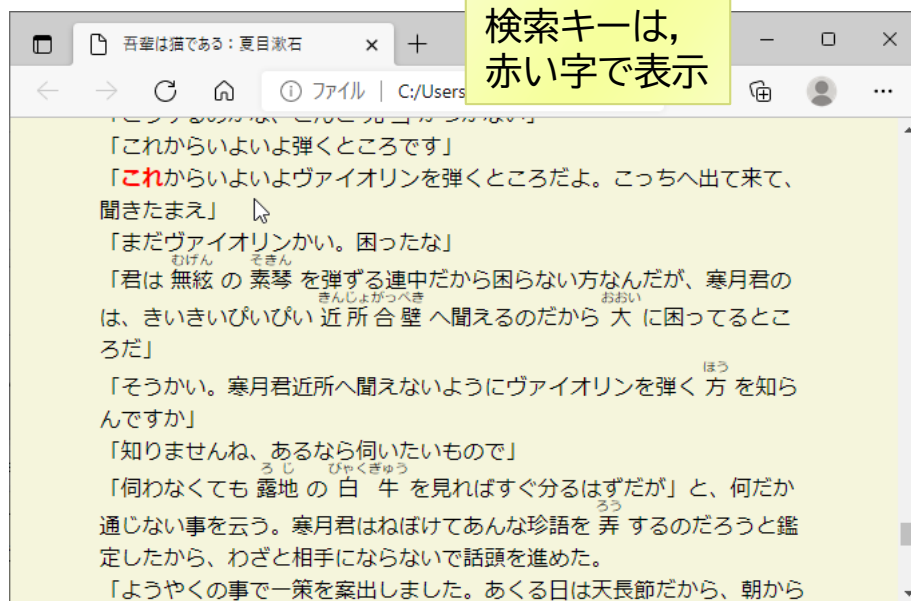 検索キーは,
赤い字で表示
吾輩は猫である：夏目漱石
ファイル | C:/Users
「これからいよいよ弾くところです」
「これからいよいよヴァイオリンを弾くところだよ。こっちへ出て来て、
聞きたまえ」
「まだヴァイオリンかい。困ったな」
むげん そきん
「君は 無絃 の 素琴 を弾ずる連中だから困らない方なんだが、寒月君の
きんじょがっぺき おおい
は、きいきいぴいぴい 近所合壁 へ聞えるのだから 大 に困ってるとこ
ろだ」
ほう
「そうかい。寒月君近所へ聞えないようにヴァイオリンを弾く 方 を知ら
んですか」
「知りませんね、あるなら伺いたいもので」
ろじ びゃくぎゅう
「伺わなくても 露地 の 白牛 を見ればすぐ分るはずだが」と、何だか
ろう
通じない事を云う。寒月君はねぼけてあんな珍語を 弄 するのだろうと鑑
定したから、わざと相手にならないで話頭を進めた。
「ようやくの事で一策を案出しました。あくる日は天長節だから、朝から